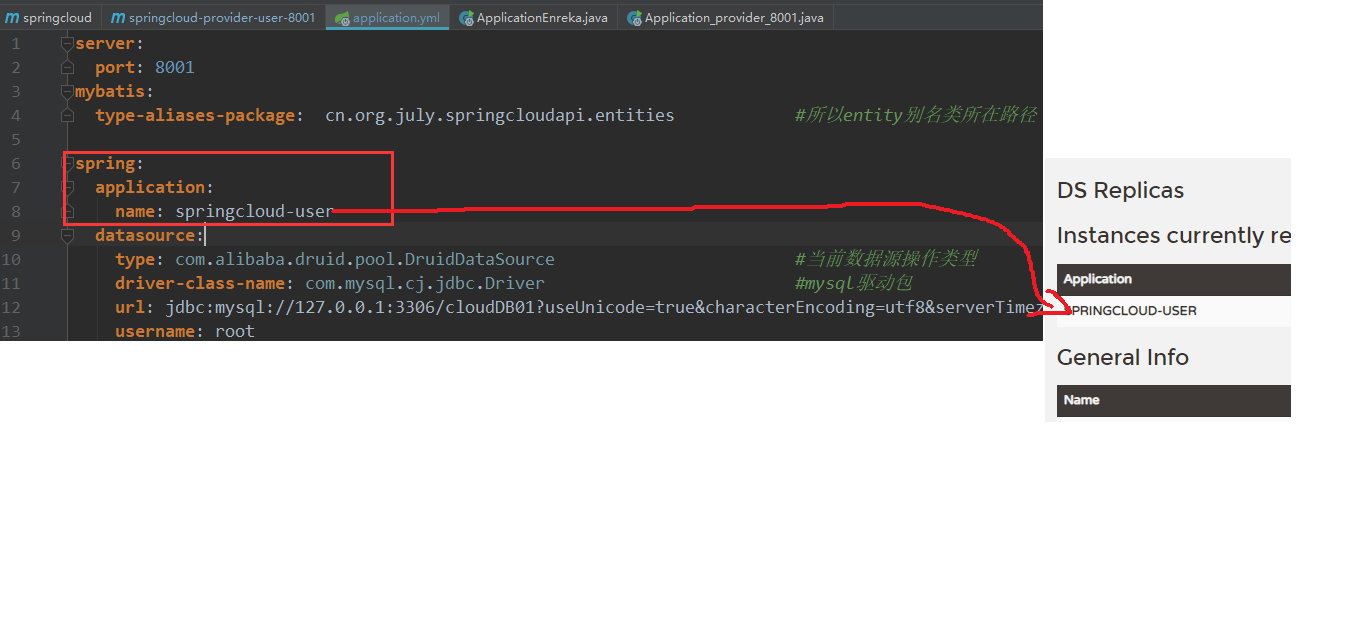 springcloud springcloud-provider-user-8001 application.yml ApplicationEnreka.java Application_provider_8001.java
1 server:
2 port: 8001
3 mybatis:
4 type-aliases-package: cn.org.july.springcloudapi.entities #所以entity别名类所在路径
5
6 spring:
7 application:
8 name: springcloud-user
9 datasource:
10 type: com.alibaba.druid.pool.DruidDataSource #当前数据源操作类型
11 driver-class-name: com.mysql.cj.jdbc.Driver #mysql驱动包
12 url: jdbc:mysql://127.0.0.1:3306/cloudDB01?useUnicode=true&characterEncoding=utf8&serverTimez
13 username: root
DS Replicas
Instances currently re
Application
SPRINGCLOUD-USER
General Info
Name